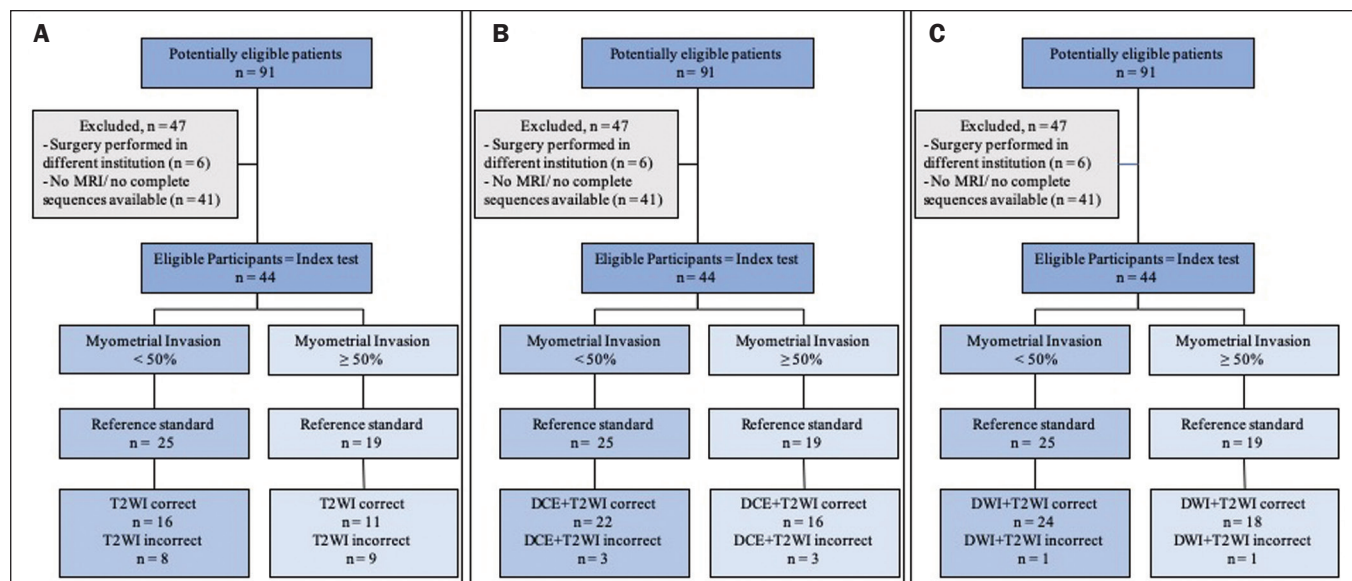 A
Potentially eligible patients
n = 91
Excluded, n = 47
- Surgery performed in
different institution (n = 6)
- No MRI/ no complete
sequences available (n = 41)
Eligible Participants = Index test
n = 44
Myometrial Invasion
< 50%
Myometrial Invasion
≥ 50%
Reference standard
n = 25
Reference standard
n = 19
T2WI correct
n = 16
T2WI incorrect
n = 8
T2WI correct
n = 11
T2WI incorrect
n = 9
B
Potentially eligible patients
n = 91
Excluded, n = 47
- Surgery performed in
different institution (n = 6)
- No MRI/ no complete
sequences available (n = 41)
Eligible Participants = Index test
n = 44
Myometrial Invasion
<50%
Myometrial Invasion
≥50%
Reference standard
n = 25
Reference standard
n = 19
DCE+T2WI correct
n = 22
DCE+T2WI incorrect
n = 3
DCE+T2WI correct
n = 16
DCE+T2WI incorrect
n = 3
C
Potentially eligible patients
n = 91
Excluded, n = 47
- Surgery performed in
different institution (n = 6)
- No MRI/ no complete
sequences available (n = 41)
Eligible Participants = Index test
n = 44
Myometrial Invasion
< 50%
Myometrial Invasion
≥ 50%
Reference standard
n = 25
Reference standard
n = 19
DWI+T2WI correct
n = 24
DWI+T2WI incorrect
n = 1
DWI+T2WI correct
n = 18
DWI+T2WI incorrect
n = 1